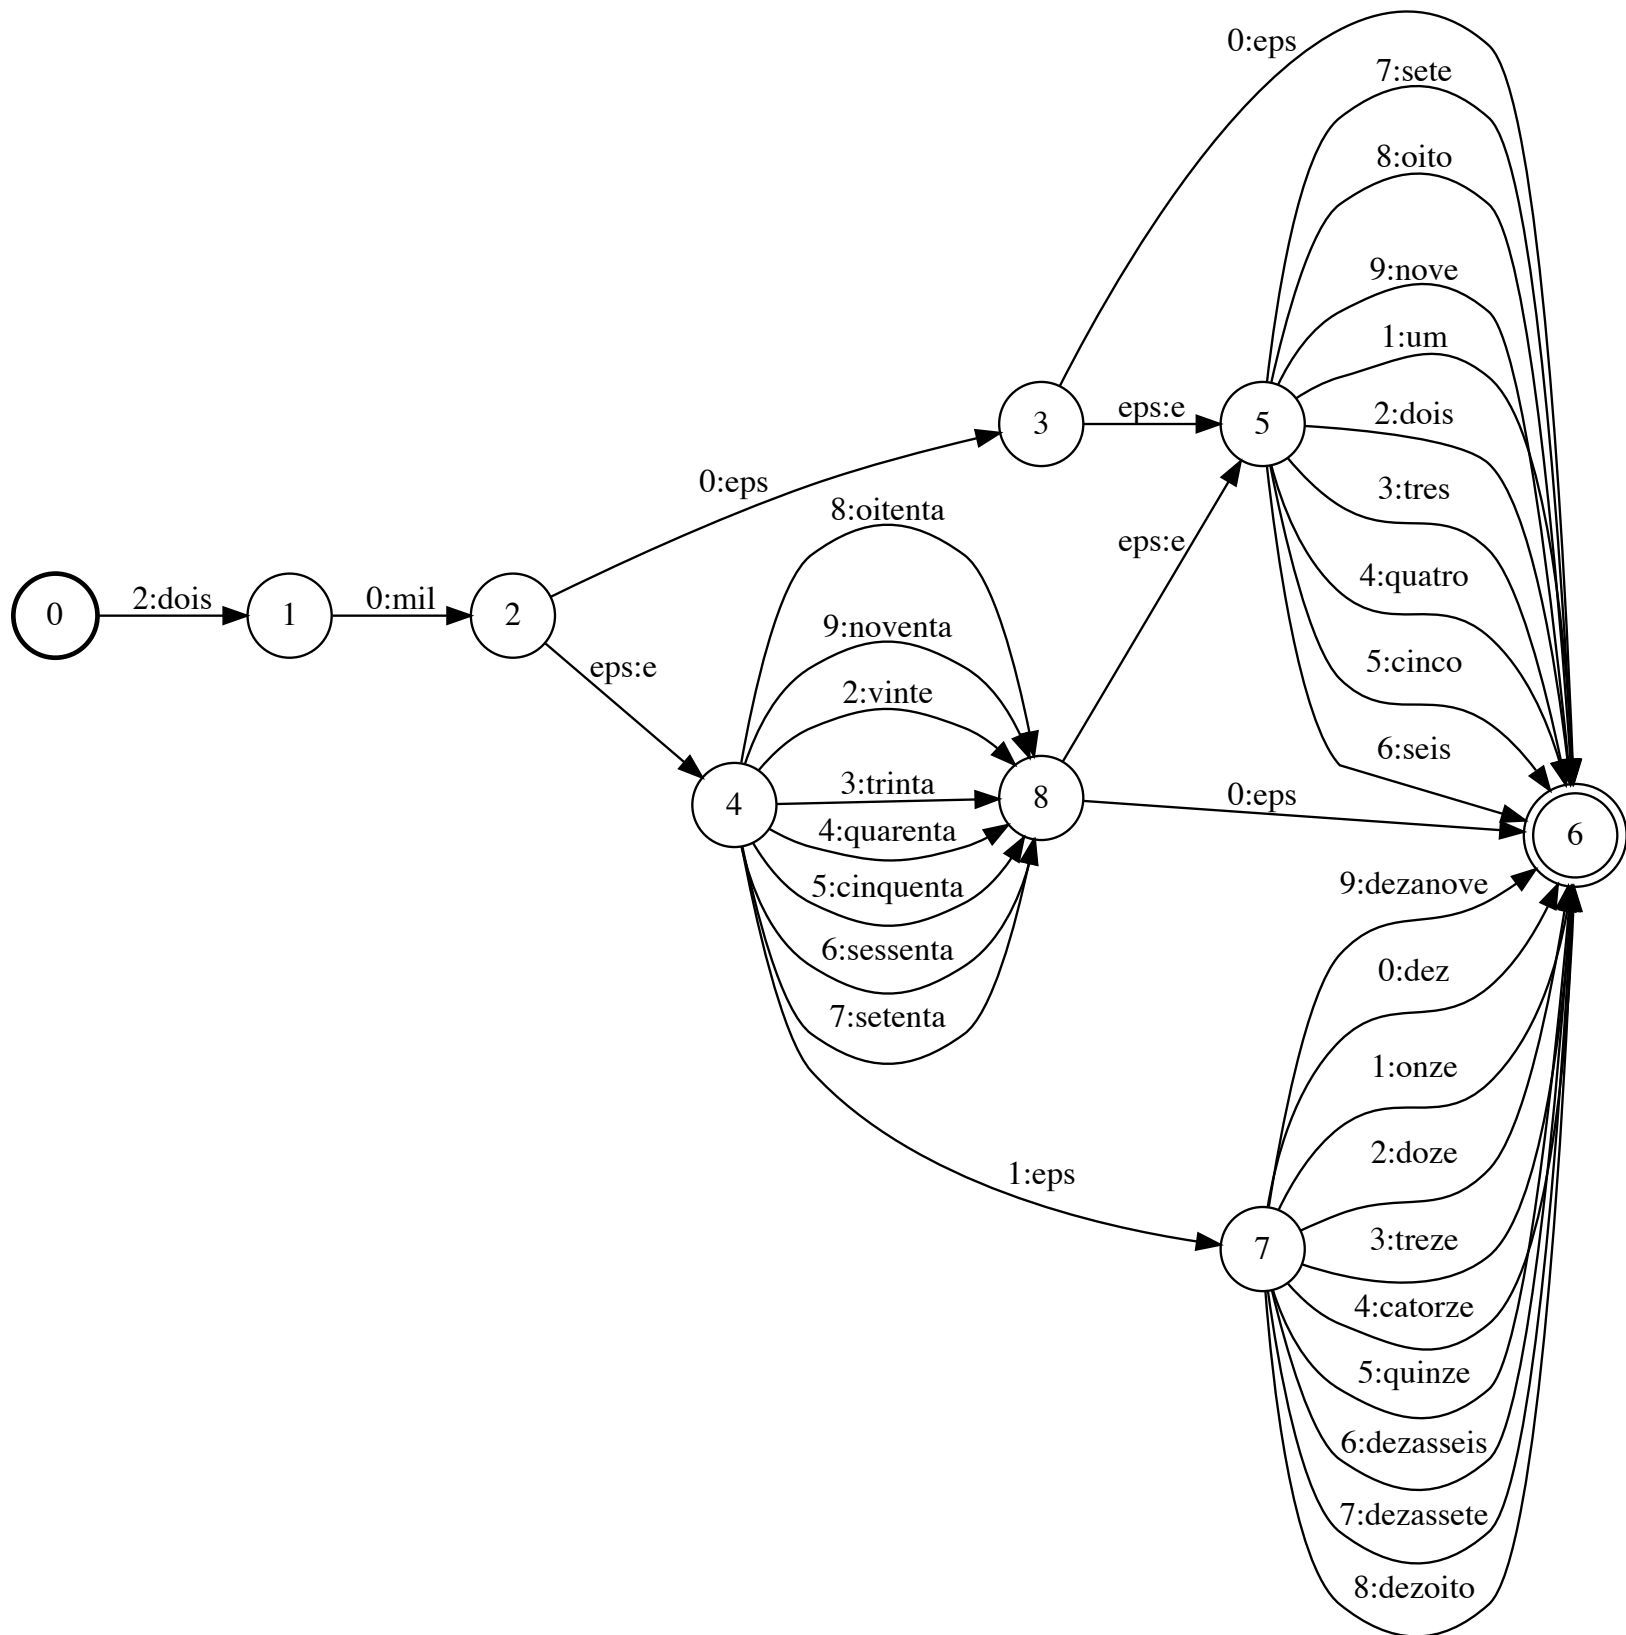 0:eps
7:sete
8:oito
9:nove
1:um
2:dois
3
eps:e
5
3:tres
0:eps
8:oitenta
eps:e
4:quatro
0
2:dois
1
0:mil
2
9:noventa
eps:e
5:cinco
2:vinte
6:seis
4
3:trinta
8
0:eps
4:quarenta
6
5:cinquenta
9:dezanove
6:sessenta
0:dez
7:setenta
1:onze
2:doze
1:eps
7
3:treze
4:catorze
5:quinze
6:dezasseis
7:dezassete
8:dezoito